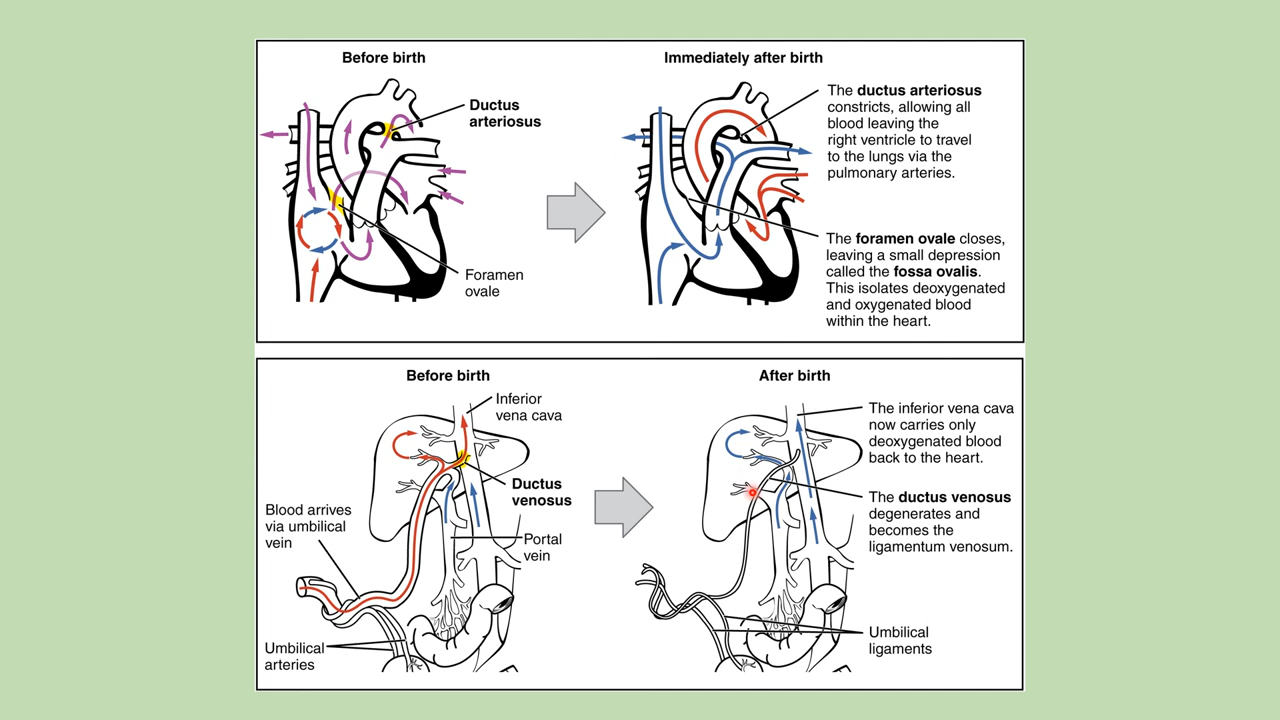 Before birth
Immediately after birth
Ductus
arteriosus
Foramen
ovale
The ductus arteriosus
constricts, allowing all
blood leaving the
right ventricle to travel
to the lungs via the
pulmonary arteries.
The foramen ovale closes,
leaving a small depression
called the fossa ovalis.
This isolates deoxygenated
and oxygenated blood
within the heart.
Before birth
After birth
Inferior
vena cava
Ductus
venosus
Blood arrives
via umbilical
vein
Portal
vein
Umbilical
arteries
The inferior vena cava
now carries only
deoxygenated blood
back to the heart.
The ductus venosus
degenerates and
becomes the
ligamentum venosum.
Umbilical
ligaments